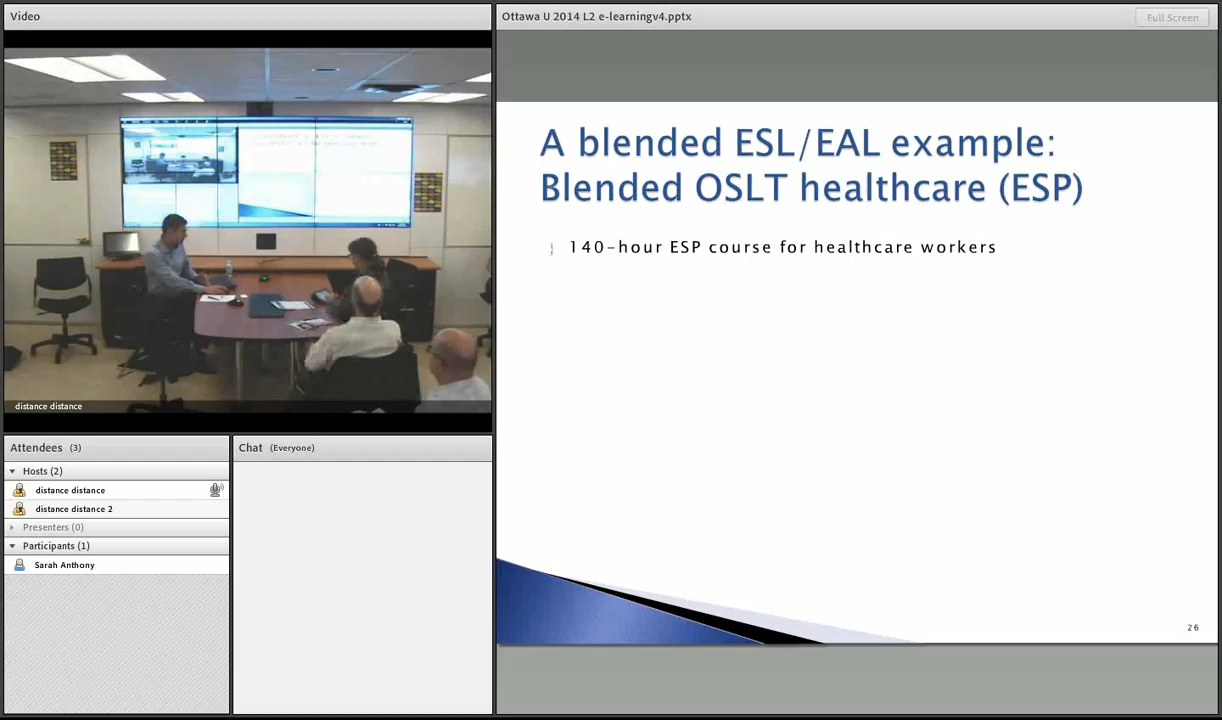 Video
Ottawa U 2014 L2 e-learningv4.pptx
Full Screen
A blended ESL/EAL example:
Blended OSLT healthcare (ESP)
140-hour ESP course for healthcare workers
26
distance distance
Attendees (3)
Hosts (2)
distance distance
distance distance 2
Presenters (0)
Participants (1)
Sarah Anthony
Chat (Everyone)